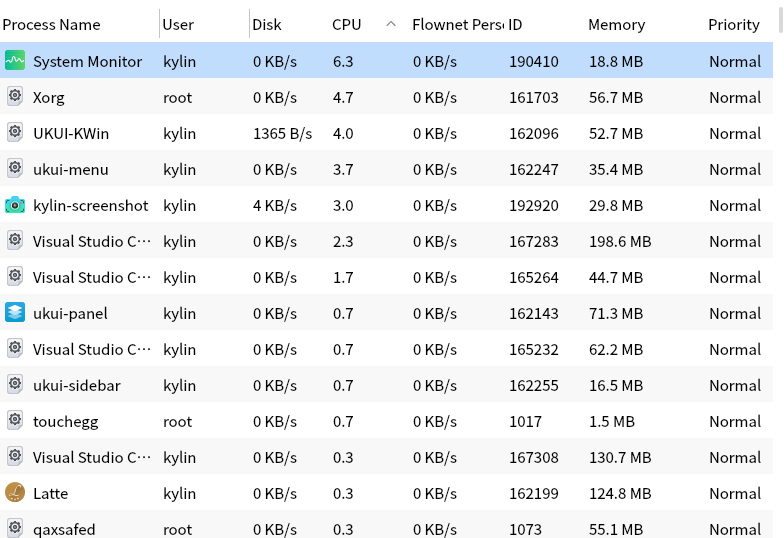 Process Name User Disk CPU Flownet Pers ID Memory Priority
System Monitor kylin 0 KB/s 6.3 0 KB/s 190410 18.8 MB Normal
Xorg root 0 KB/s 4.7 0 KB/s 161703 56.7 MB Normal
UKUI-KWin kylin 1365 B/s 4.0 0 KB/s 162096 52.7 MB Normal
ukui-menu kylin 0 KB/s 3.7 0 KB/s 162247 35.4 MB Normal
kylin-screenshot kylin 4 KB/s 3.0 0 KB/s 192920 29.8 MB Normal
Visual Studio C··· kylin 0 KB/s 2.3 0 KB/s 167283 198.6 MB Normal
Visual Studio C··· kylin 0 KB/s 1.7 0 KB/s 165264 44.7 MB Normal
ukui-panel kylin 0 KB/s 0.7 0 KB/s 162143 71.3 MB Normal
Visual Studio C··· kylin 0 KB/s 0.7 0 KB/s 165232 62.2 MB Normal
ukui-sidebar kylin 0 KB/s 0.7 0 KB/s 162255 16.5 MB Normal
touchegg root 0 KB/s 0.7 0 KB/s 1017 1.5 MB Normal
Visual Studio C··· kylin 0 KB/s 0.3 0 KB/s 167308 130.7 MB Normal
Latte kylin 0 KB/s 0.3 0 KB/s 162199 124.8 MB Normal
qaxsafed root 0 KB/s 0.3 0 KB/s 1073 55.1 MB Normal